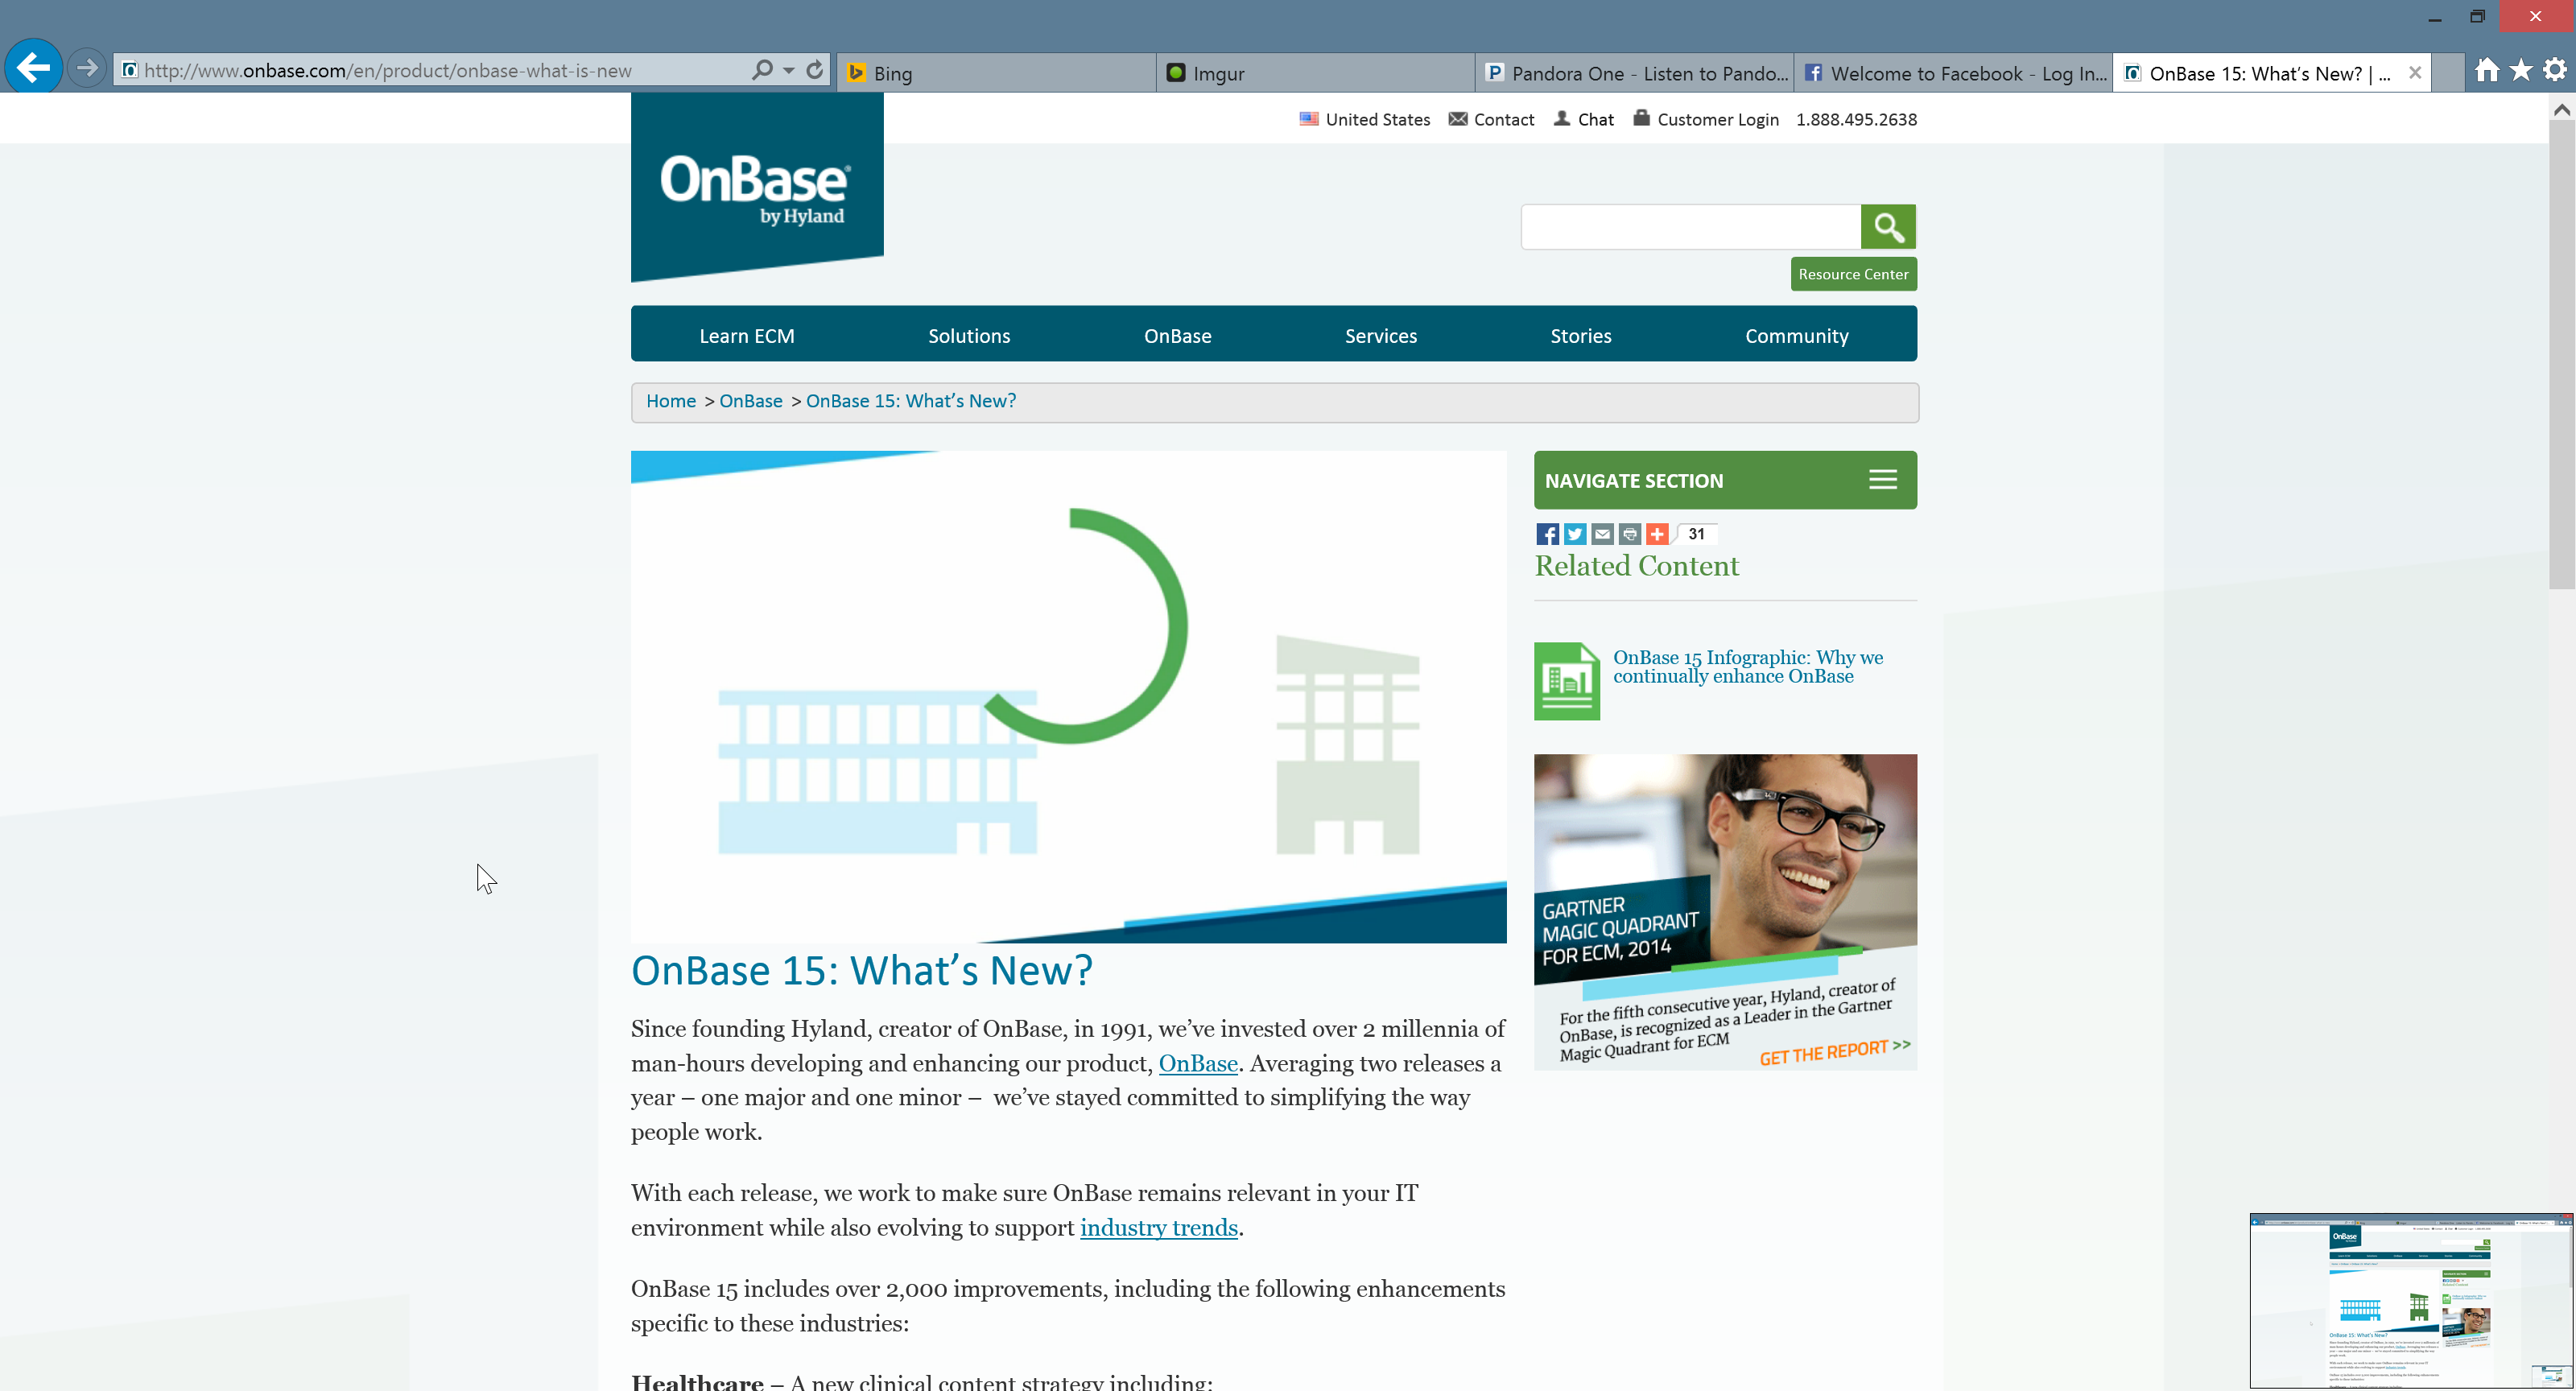 http://www.onbase.com/en/product/onbase-what-is-new
Bing
Imgur
Pandora One - Listen to Pando...
Welcome to Facebook - Log In...
OnBase 15: What's New? | ...
United States
Contact
Chat
Customer Login
1.888.495.2638
OnBase®
by Hyland
Resource Center
Learn ECM
Solutions
OnBase
Services
Stories
Community
Home > OnBase > OnBase 15: What's New?
NAVIGATE SECTION
31
Related Content
OnBase 15 Infographic: Why we
continually enhance OnBase
GARTNER
MAGIC QUADRANT
FOR ECM, 2014
For the fifth consecutive year, Hyland, creator of
OnBase, is recognized as a Leader in the Gartner
Magic Quadrant for ECM
GET THE REPORT >>
OnBase 15: What's New?
Since founding Hyland, creator of OnBase, in 1991, we've invested over 2 millennia of
man-hours developing and enhancing our product, OnBase. Averaging two releases a
year – one major and one minor –  we've stayed committed to simplifying the way
people work.
With each release, we work to make sure OnBase remains relevant in your IT
environment while also evolving to support industry trends.
OnBase 15 includes over 2,000 improvements, including the following enhancements
specific to these industries:
Healthcare – A new clinical content strategy including:
OnBase
OnBase 15: What's New?